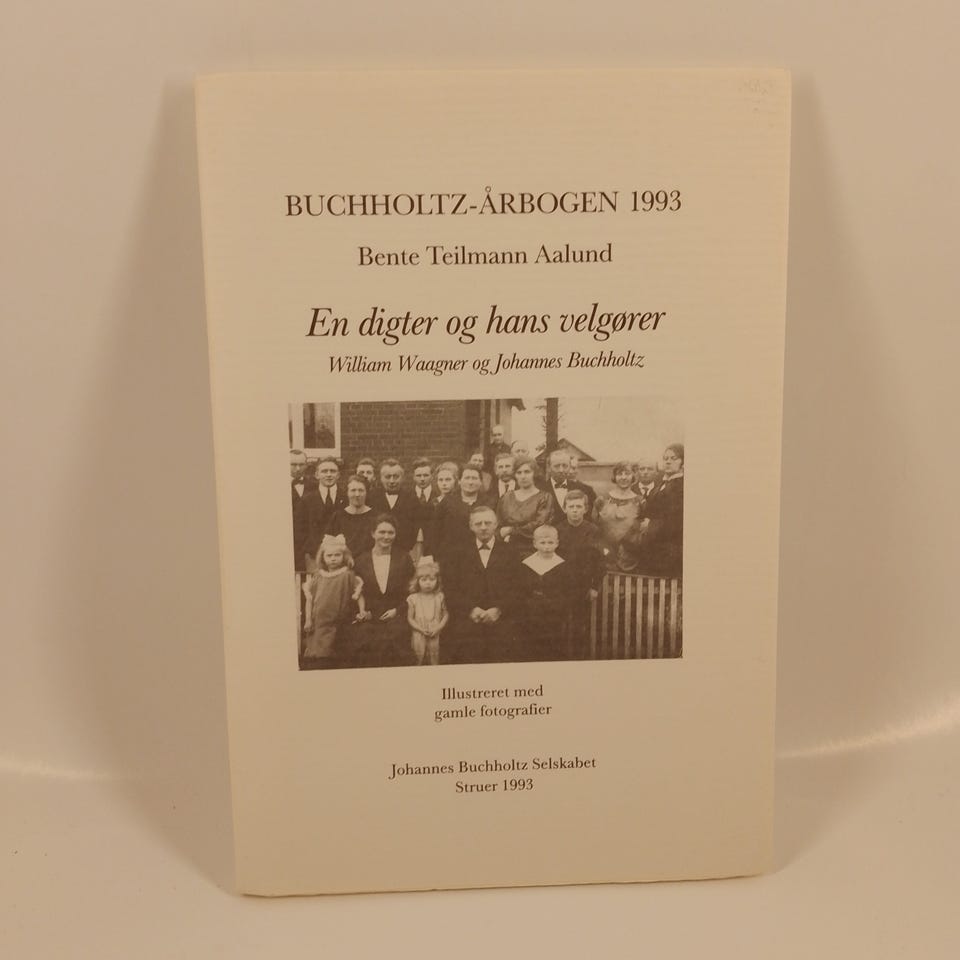 BUCHHOLTZ-ÅRBOGEN 1993
Bente Teilmann Aalund
En digter og hans velgører
William Waagner og Johannes Buchholtz
Illustreret med
gamle fotografier
Johannes Buchholtz Selskabet
Struer 1993